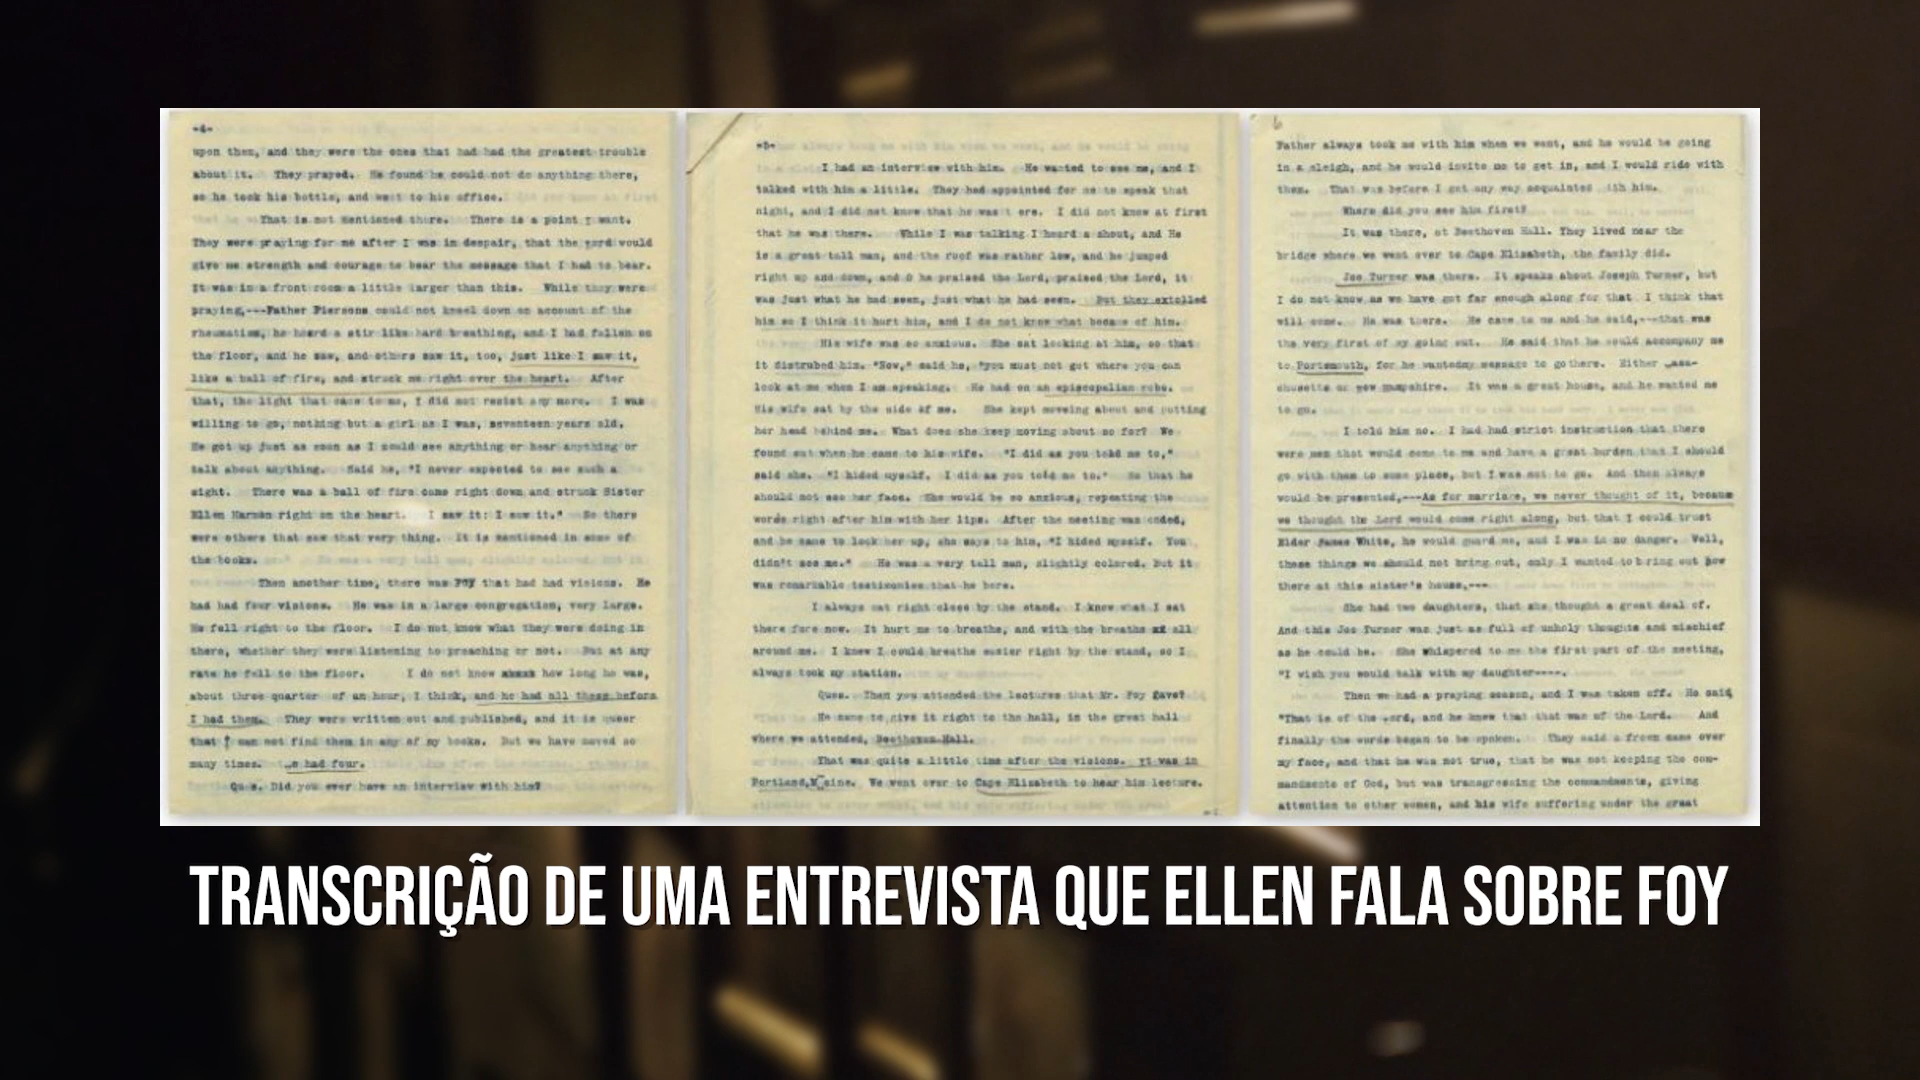 -4-
upon them, and they were the ones that had had the greatest trouble
about it. They prayed. He found he could not do anything there,
so he took his bottle, and went to his office.
That is not mentioned there. There is a point I want.
They were praying for me after I was in despair, that the Lord would
give me strength and courage to bear the message that I had to bear.
It was in a front room a little larger than this. While they were
praying,---Father Piersons could not kneel down on account of the
rheumatism, he heard a stir like hard breathing, and I had fallen on
the floor, and he saw, and others saw it, too, just like I saw it,
like a ball of fire, and struck me right over the heart. After
that, the light that came to me, I did not resist any more. I was
willing to go, nothing but a girl as I was, seventeen years old.
He got up just as soon as I could see anything or hear anything or
talk about anything. Said he, "I never expected to see such a
sight. There was a ball of fire came right down and struck Sister
Ellen Harmon right on the heart. I saw it! I saw it." So there
were others that saw that very thing. It is mentioned in some of
the books.
Then another time, there was FOY that had had visions. He
had had four visions. He was in a large congregation, very large.
He fell right to the floor. I do not know what they were doing in
there, whether they were listening to preaching or not. But at any
rate he fell to the floor. I do not know how long he was,
about three quarter of an hour, I think, and he had all these before
I had them. They were written out and published, and it is queer
that I can not find them in any of my books. But we have moved so
many times. He had four.
Ques. Did you ever have an interview with him?
-5-
I had an interview with him. He wanted to see me, and I
talked with him a little. They had appointed for me to speak that
night, and I did not know that he was t ere. I did not know at first
that he was there. While I was talking I heard a shout, and He
is a great tall man, and the roof was rather low, and he jumped
right up and down, and O he praised the Lord, praised the Lord, it
was just what he had seen, just what he had seen. But they extolled
him so I think it hurt him, and I do not know what became of him.
His wife was so anxious. She sat looking at him, so that
it distrubed him. "Now," said he, "you must not get where you can
look at me when I am speaking. He had on an episcopalian robe.
His wife sat by the side of me. She kept moveing about and putting
her head behind me. What does she keep moving about so for? We
found out when he came to his wife. "I did as you told me to,"
said she. "I hided myself. I did as you told me to." So that he
should not see her face. She would be so anxious, repeating the
words right after him with her lips. After the meeting was ended,
and he came to look her up, she says to him, "I hided myself. You
didn't see me." He was a very tall man, slightly colored. But it
was remarkable testimonies that he bore.
I always sat right close by the stand. I know what I sat
there fore now. It hurt me to breathe, and with the breaths all
around me. I knew I could breathe easier right by the stand, so I
always took my station.
Ques. Then you attended the lectures that Mr. Foy gave?
He came to give it right to the hall, in the great hall
where we attended, Beethoven Hall.
That was quite a little time after the visions. It was in
Portland, Maine. We went over to Cape Elizabeth to hear him lecture.
6
Father always took me with him when we want, and he would be going
in a sleigh, and he would invite me to get in, and I would ride with
them. That was before I got any way acquainted ith him.
Where did you see him first?
It was there, at Beethoven Hall. They lived near the
bridge where we went over to Cape Elizabeth, the family did.
Joe Turner was there. It speaks about Joseph Turner, but
I do not know as we have got far enough along for that. I think that
will come. He was there. He came to me and he said,---that was
the very first of my going out. He said that he would accompany me
to Portsmouth, for he wanted my message to go there. Either
or New Hampshire. It was a great house, and he wanted me
to go.
I told him no. I had had strict instruction that there
were men that would come to me and have a great burden that I should
go with them to some place, but I was not to go. And then always
would be presented,---As for marriage, we never thought of it, because
we thought the Lord would come right along, but that I could trust
Elder James White, he would guard me, and I was in no danger. Well,
these things we should not bring out, only I wanted to bring out how
there at this sister's house,---
She had two daughters, that she thought a great deal of.
And this Joe Turner was just as full of unholy thoughts and mischief
as he could be. She whispered to me the first part of the meeting,
"I wish you would talk with my daughter----.
Then we had a praying season, and I was taken off. He said,
"That is of the Lord, and he knew that that was of the Lord. And
finally the words began to be spoken. They said a frown came over
my face, and that he was not true, that he was not keeping the com-
mandments of God, but was transgressing the commandments, giving
attention to other women, and his wife suffering under the great
TRANSCRIÇÃO DE UMA ENTREVISTA QUE ELLEN FALA SOBRE FOY